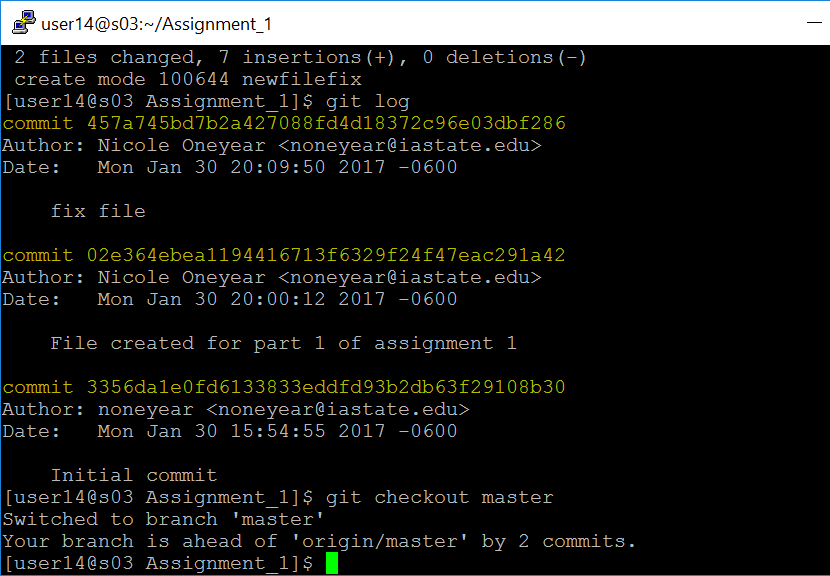 user14@s03:~/Assignment_1
 2 files changed, 7 insertions(+), 0 deletions(-)
 create mode 100644 newfilefix
[user14@s03 Assignment_1]$ git log
commit 457a745bd7b2a427088fd4d18372c96e03dbf286
Author: Nicole Oneyear <noneyear@iastate.edu>
Date:   Mon Jan 30 20:09:50 2017 -0600

    fix file

commit 02e364ebea1194416713f6329f24f47eac291a42
Author: Nicole Oneyear <noneyear@iastate.edu>
Date:   Mon Jan 30 20:00:12 2017 -0600

    File created for part 1 of assignment 1

commit 3356da1e0fd6133833eddfd93b2db63f29108b30
Author: noneyear <noneyear@iastate.edu>
Date:   Mon Jan 30 15:54:55 2017 -0600

    Initial commit
[user14@s03 Assignment_1]$ git checkout master
Switched to branch 'master'
Your branch is ahead of 'origin/master' by 2 commits.
[user14@s03 Assignment_1]$